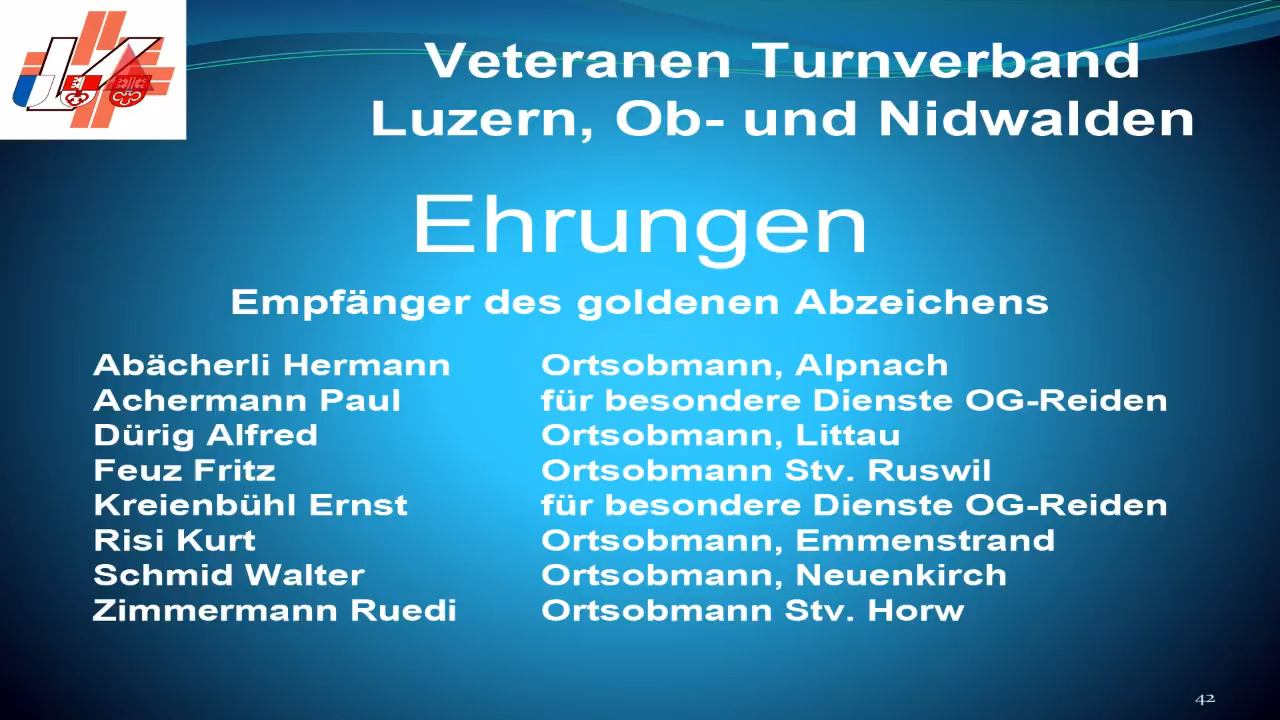 Veteranen Turnverband
Luzern, Ob- und Nidwalden
Ehrungen
Empfänger des goldenen Abzeichens
Abächerli Hermann Ortsobmann, Alpnach
Achermann Paul für besondere Dienste OG-Reiden
Dürig Alfred Ortsobmann, Littau
Feuz Fritz Ortsobmann Stv. Ruswil
Kreienbühl Ernst für besondere Dienste OG-Reiden
Risi Kurt Ortsobmann, Emmenstrand
Schmid Walter Ortsobmann, Neuenkirch
Zimmermann Ruedi Ortsobmann Stv. Horw
42